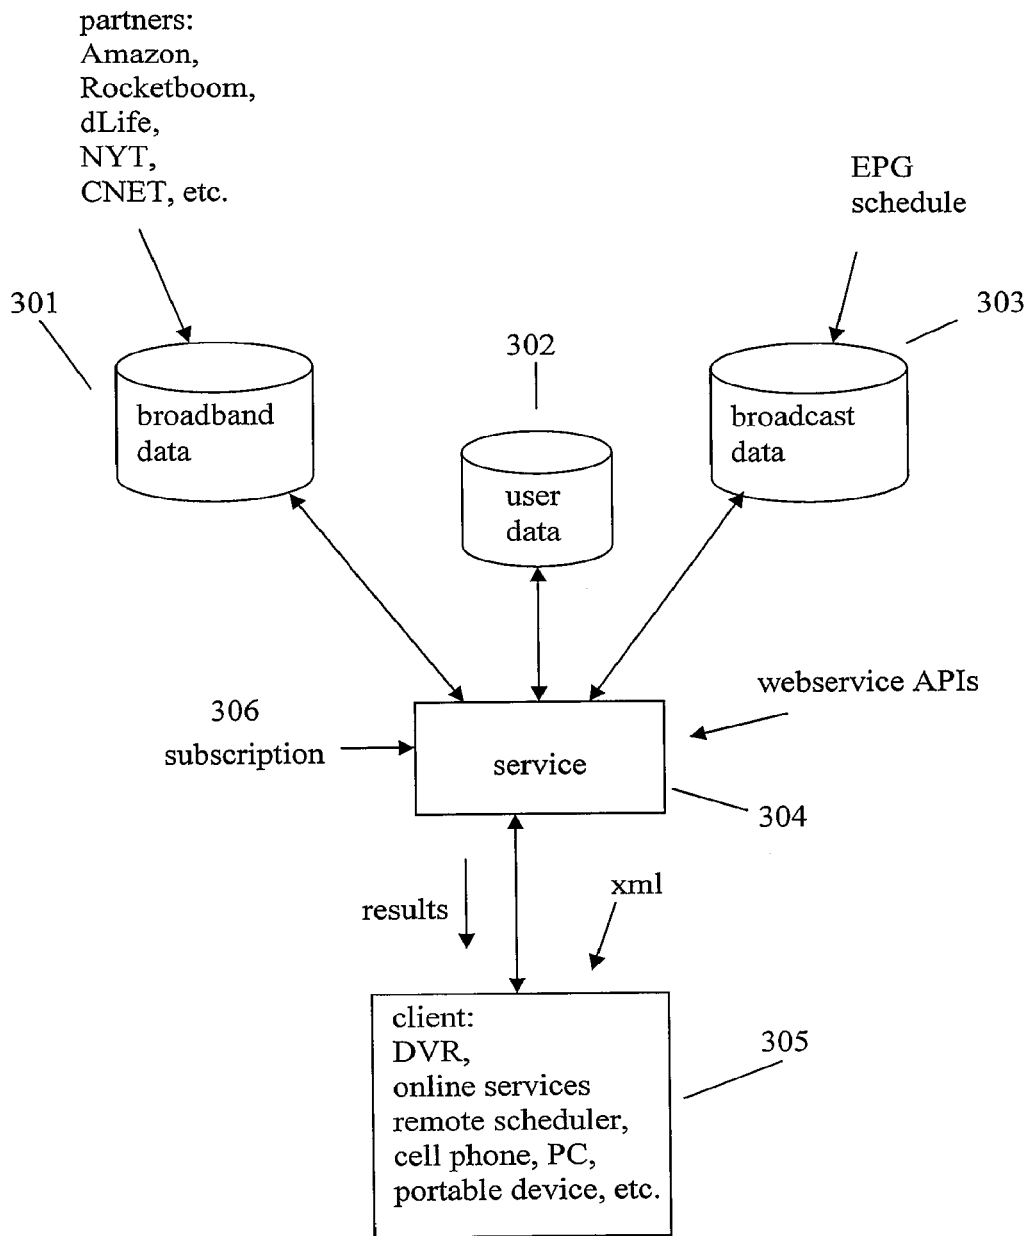 partners:
Amazon,
Rocketboom,
dLife,
NYT,
CNET, etc.
EPG
schedule
301
302
303
broadband
data
user
data
broadcast
data
webservice APIs
306
subscription
service
304
results
xml
client:
DVR,
online services
remote scheduler,
cell phone, PC,
portable device, etc.
305